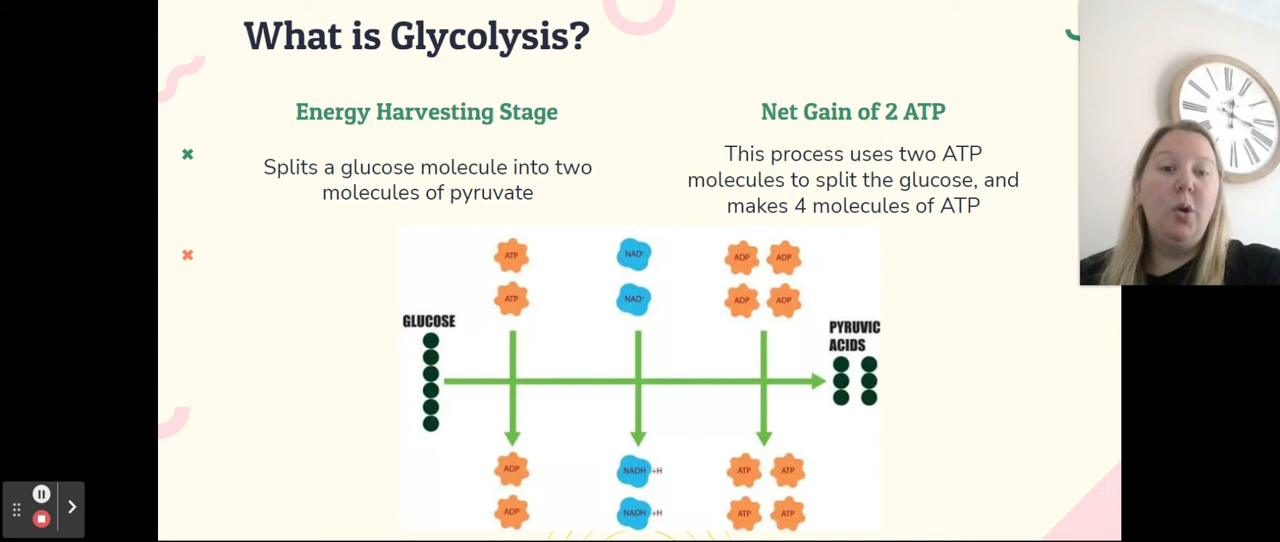 What is Glycolysis?
Energy Harvesting Stage
Splits a glucose molecule into two
molecules of pyruvate
Net Gain of 2 ATP
This process uses two ATP
molecules to split the glucose, and
makes 4 molecules of ATP
ATP
NAD⁺
ADP ADP
ATP
NAD⁺
ADP ADP
GLUCOSE
PYRUVIC
ACIDS
ADP
NADH +H
ATP ATP
ADP
NADH +H
ATP ATP